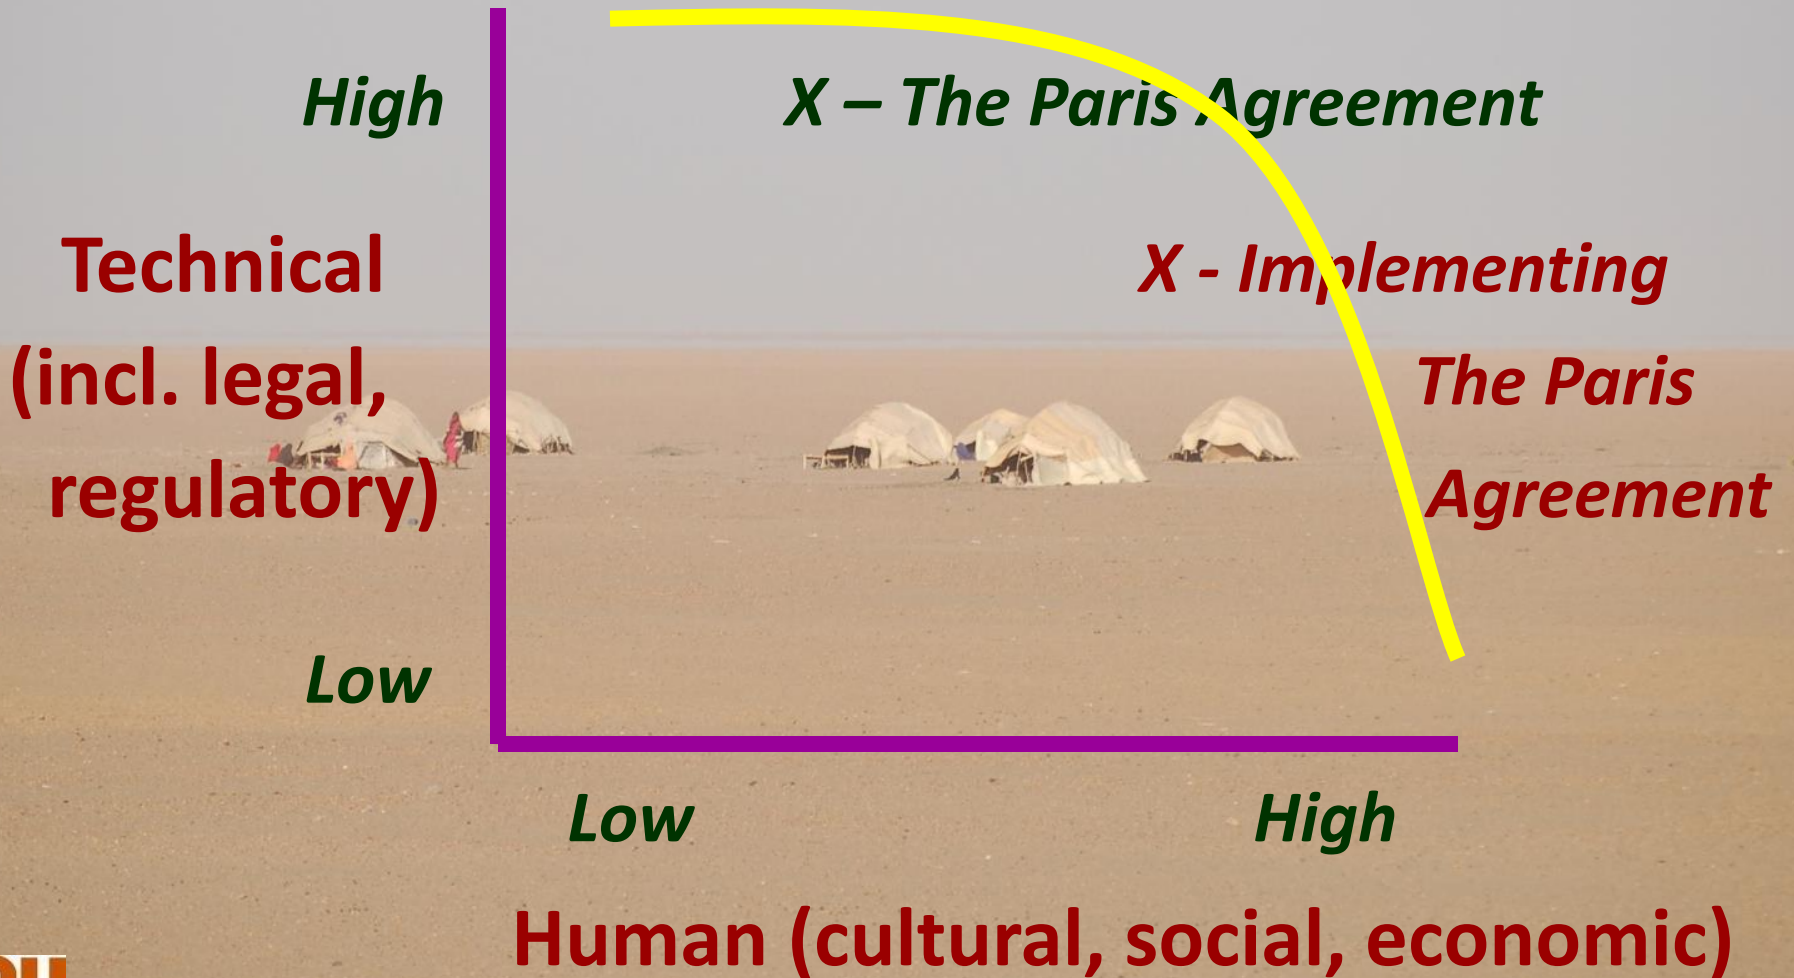 High
X – The Paris Agreement
Technical
X - Implementing
(incl. legal,
The Paris
regulatory)
Agreement
Low
Low
High
Human (cultural, social, economic)